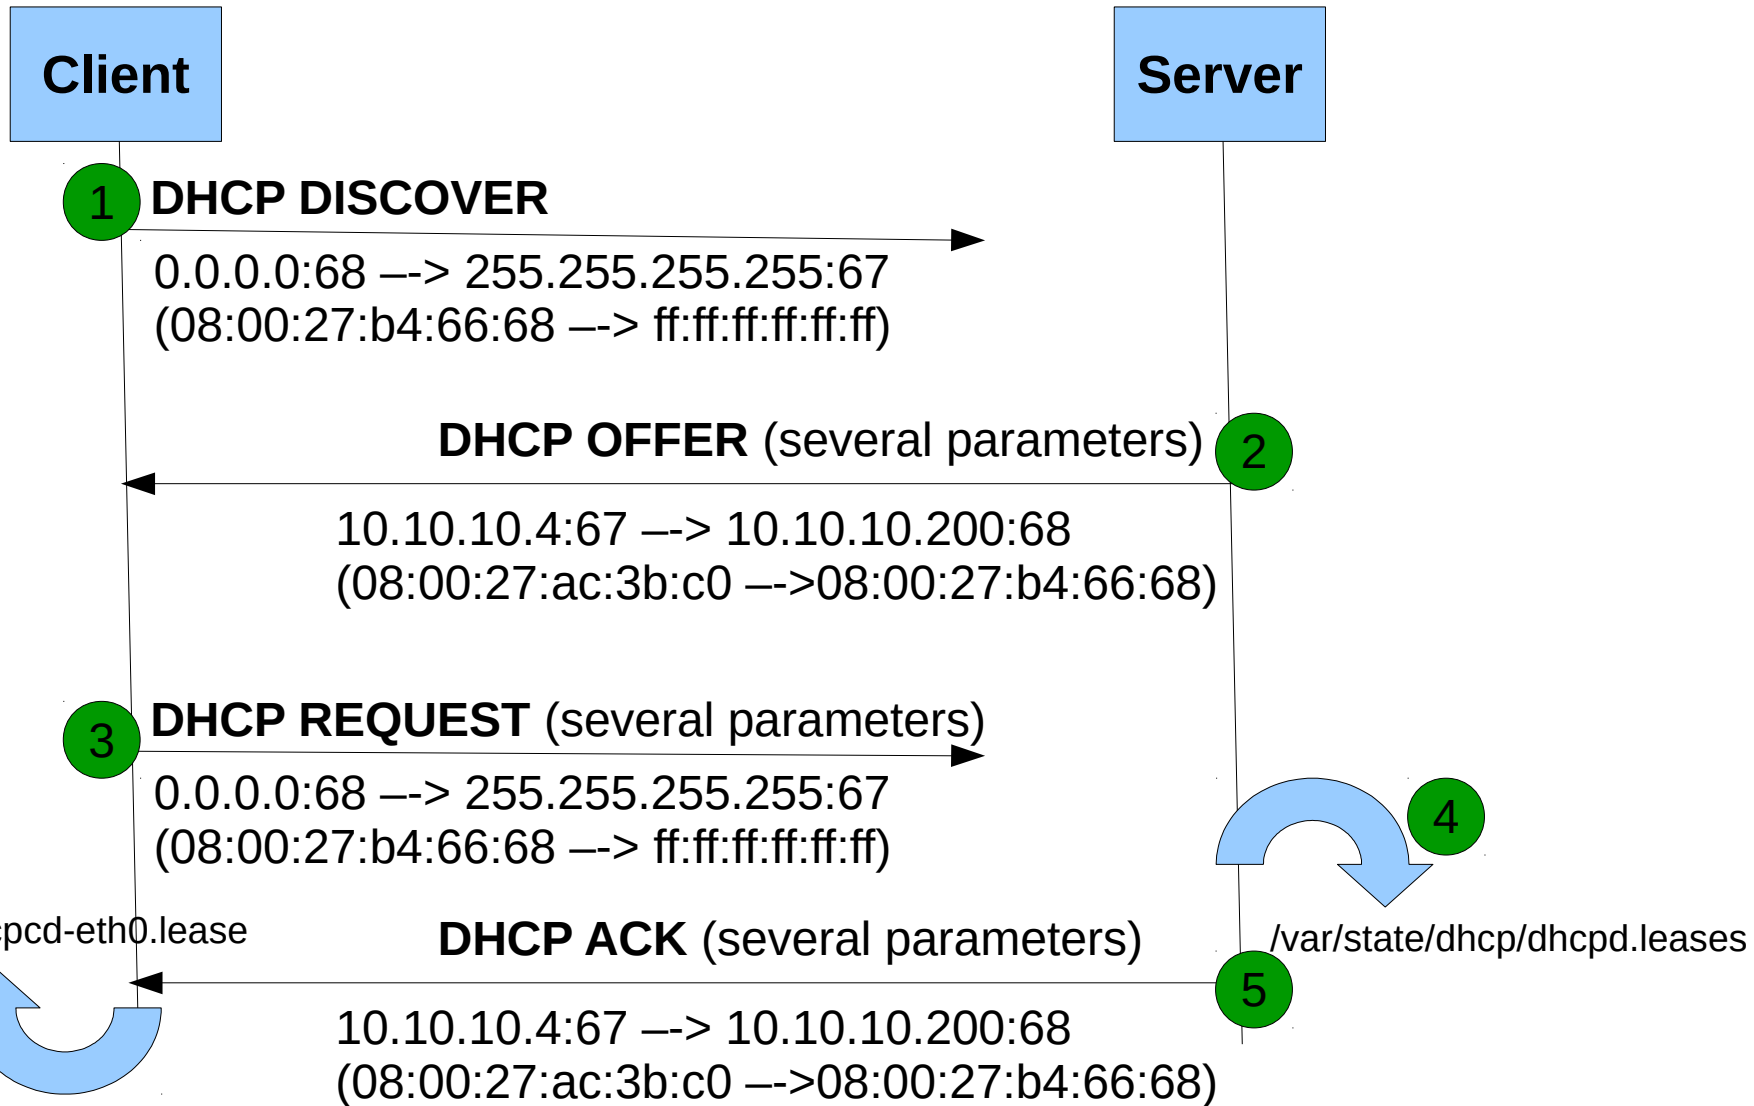 Client
Server
1
DHCP DISCOVER
0.0.0.0:68 –-> 255.255.255.255:67
(08:00:27:b4:66:68 –-> ff:ff:ff:ff:ff:ff)
DHCP OFFER (several parameters)
2
10.10.10.4:67 –-> 10.10.10.200:68
(08:00:27:ac:3b:c0 –->08:00:27:b4:66:68)
3
DHCP REQUEST (several parameters)
0.0.0.0:68 –-> 255.255.255.255:67
(08:00:27:b4:66:68 –-> ff:ff:ff:ff:ff:ff)
4
pcd-eth0.lease
DHCP ACK (several parameters)
/var/state/dhcp/dhcpd.leases
5
10.10.10.4:67 –-> 10.10.10.200:68
(08:00:27:ac:3b:c0 –->08:00:27:b4:66:68)